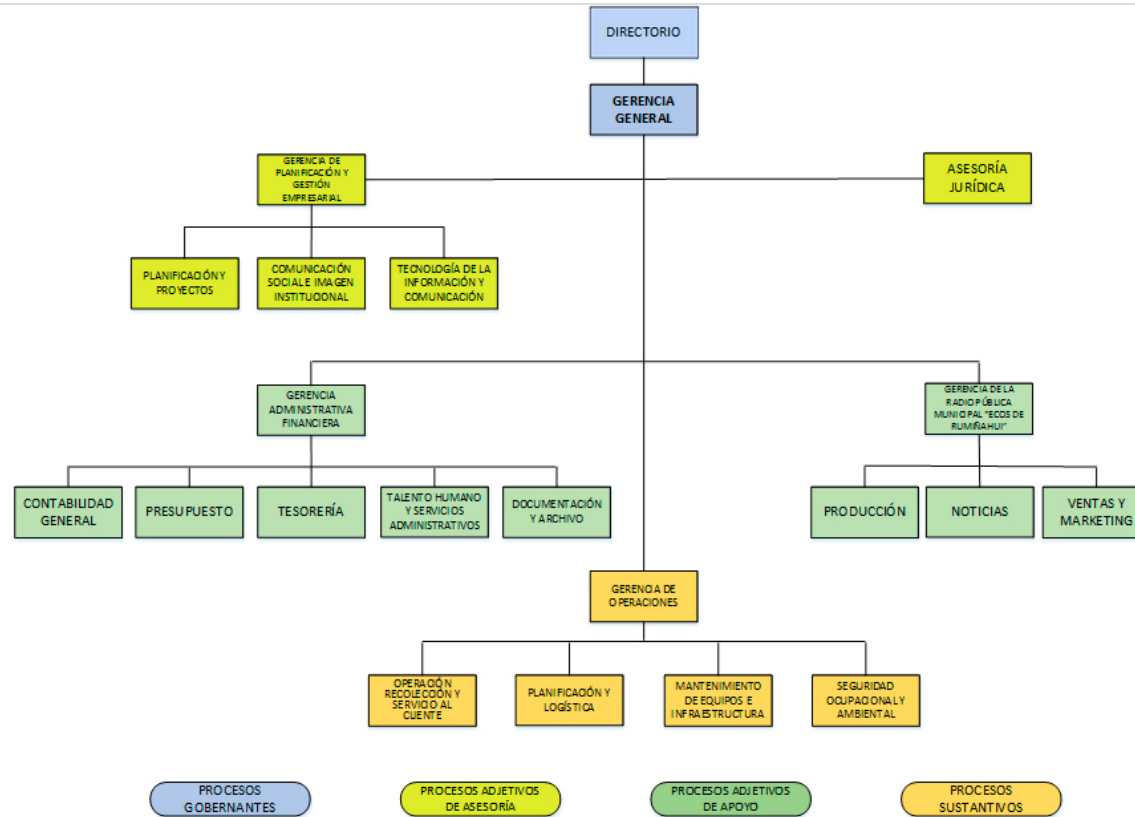 DIRECTORIO
GERENCIA
GENERAL
GERENCIA DE
PLANIFICACIÓN Y
GESTIÓN
EMPRESARIAL
ASESORÍA
JURÍDICA
PLANIFICACIÓN Y
PROYECTOS
COMUNICACIÓN
SOCIAL E IMAGEN
INSTITUCIONAL
TECNOLOGÍA DE LA
INFORMACIÓN Y
COMUNICACIÓN
GERENCIA
ADMINISTRATIVA
FINANCIERA
GERENCIA DE LA
RADIO PÚBLICA
MUNICIPAL "ECOS DE
RUMIÑAHUI"
CONTABILIDAD
GENERAL
PRESUPUESTO
TESORERÍA
TALENTO HUMANO
Y SERVICIOS
ADMINISTRATIVOS
DOCUMENTACIÓN
Y ARCHIVO
PRODUCCIÓN
NOTICIAS
VENTAS Y
MARKETING
GERENCIA DE
OPERACIONES
OPERACIÓN
RECOLECCIÓN Y
SERVICIO AL
CLIENTE
PLANIFICACIÓN Y
LOGÍSTICA
MANTENIMIENTO
DE EQUIPOS E
INFRAESTRUCTURA
SEGURIDAD
OCUPACIONAL Y
AMBIENTAL
PROCESOS
GOBERNANTES
PROCESOS ADJETIVOS
DE ASESORÍA
PROCESOS ADJETIVOS
DE APOYO
PROCESOS
SUSTANTIVOS